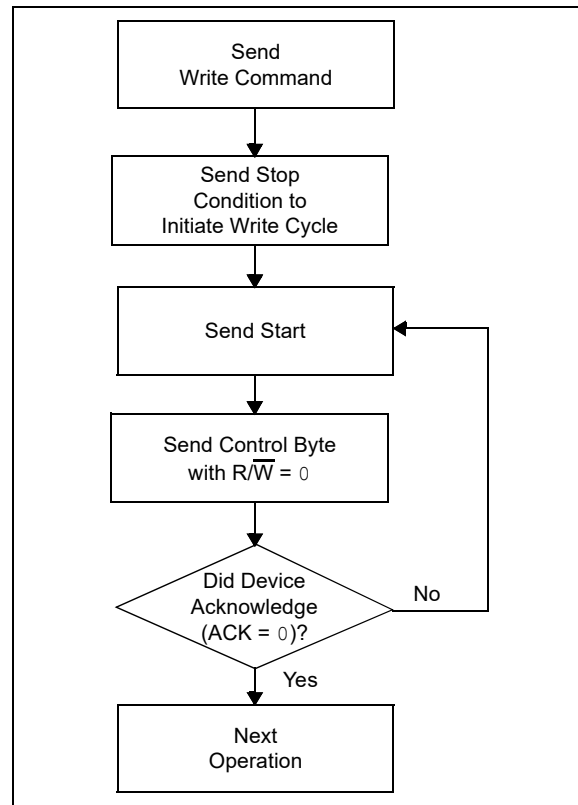 Send
Write Command
Send Stop
Condition to
Initiate Write Cycle
Send Start
Send Control Byte
with R/W̅ = 0
Did Device
Acknowledge
(ACK = 0)?
No
Yes
Next
Operation